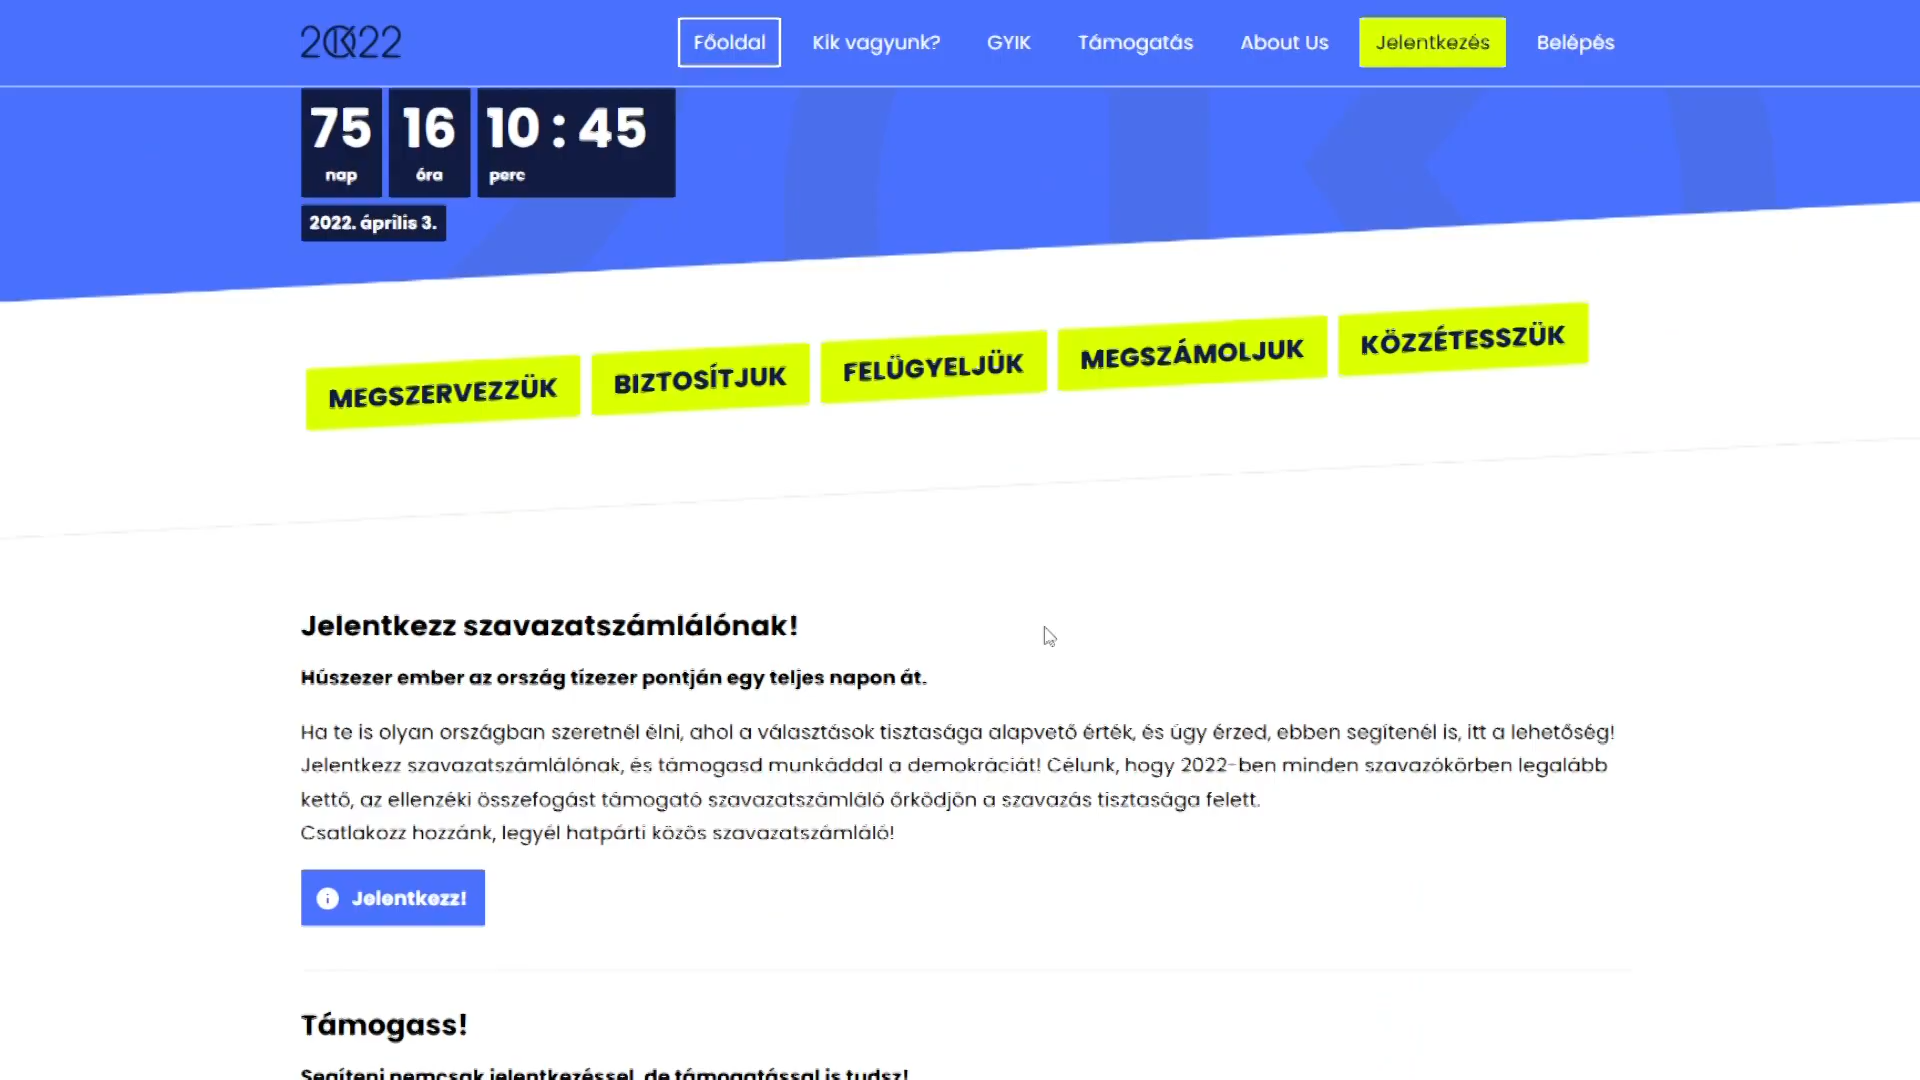 20K22 Főoldal Kik vagyunk? GYIK Támogatás About Us Jelentkezés Belépés
75 16 10 : 45
nap óra perc
2022. április 3.
MEGSZERVEZZÜK BIZTOSÍTJUK FELÜGYELJÜK MEGSZÁMOLJUK KÖZZÉTESSZÜK
Jelentkezz szavazatszámlálónak!
Húszezer ember az ország tízezer pontján egy teljes napon át.
Ha te is olyan országban szeretnél élni, ahol a választások tisztasága alapvető érték, és úgy érzed, ebben segítenél is, itt a lehetőség!
Jelentkezz szavazatszámlálónak, és támogasd munkáddal a demokráciát! Célunk, hogy 2022-ben minden szavazókörben legalább
kettő, az ellenzéki összefogást támogató szavazatszámláló őrködjön a szavazás tisztasága felett.
Csatlakozz hozzánk, legyél hatpárti közös szavazatszámláló!
Jelentkezz!
Támogass!
Segíteni nemcsak jelentkezéssel, de támogatással is tudsz!